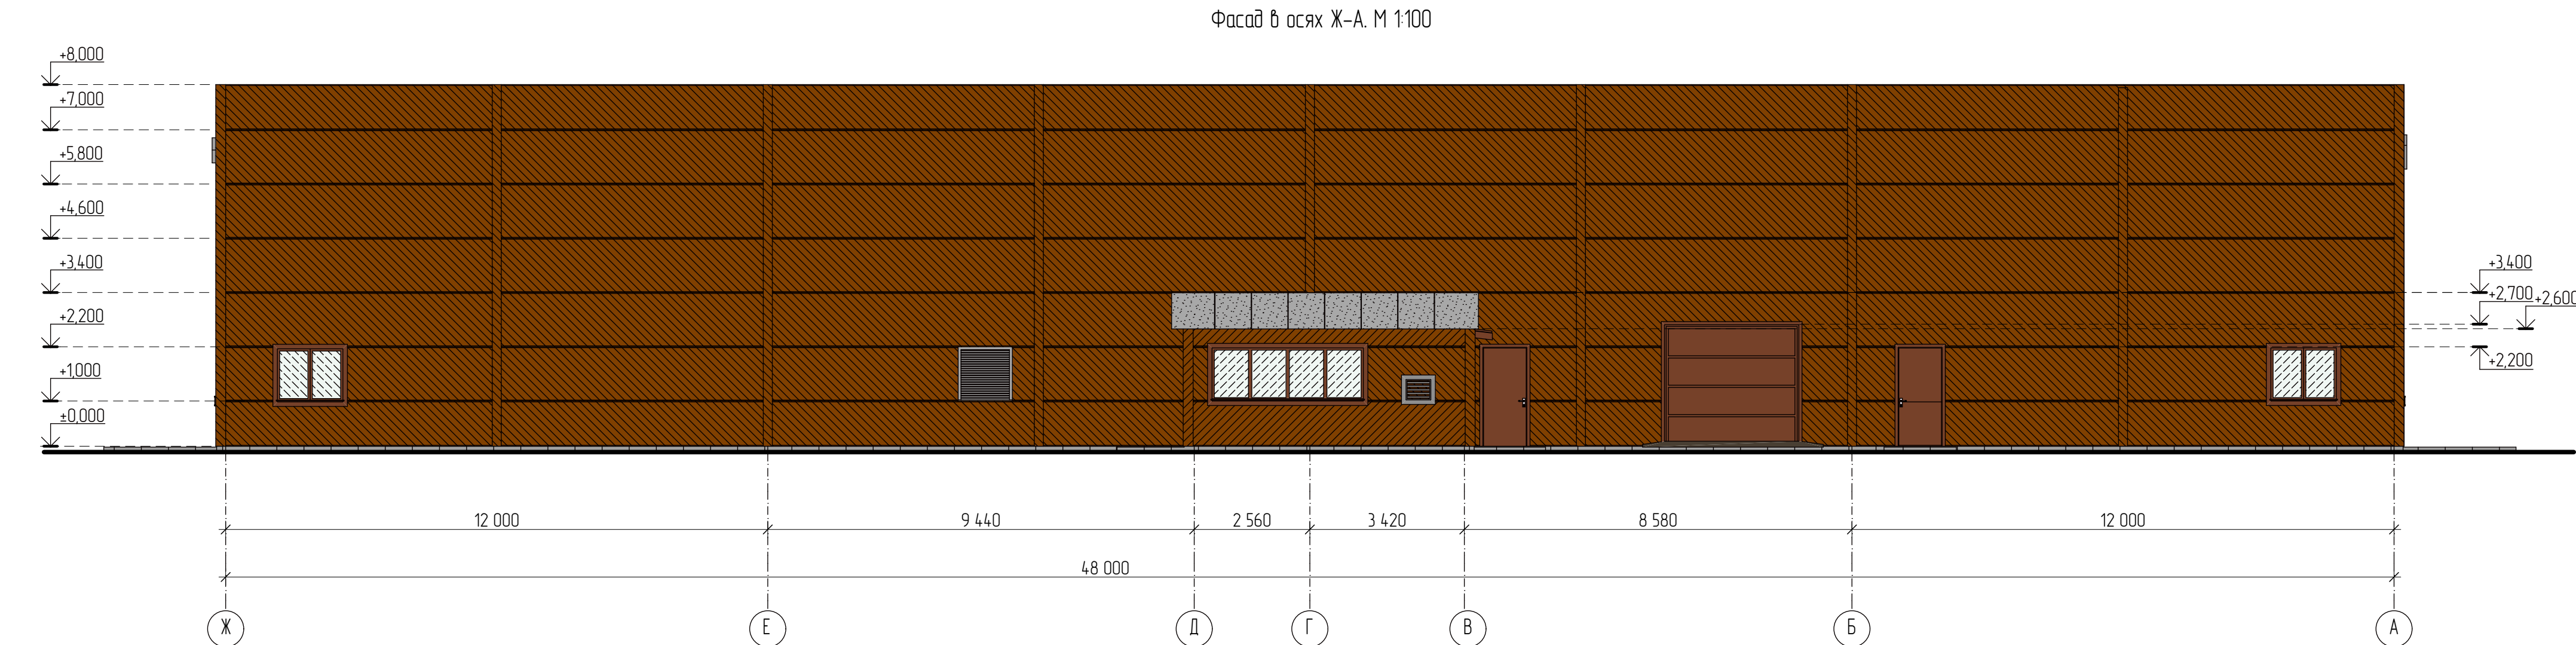 Фасад в осях Ж-А. М 1:100
+8,000
+7,000
+5,800
+4,600
+3,400
+2,200
+1,000
±0,000
+3,400
+2,700
+2,600
+2,200
12 000
9 440
2 560
3 420
8 580
12 000
48 000
Ж
Е
Д
Г
В
Б
А